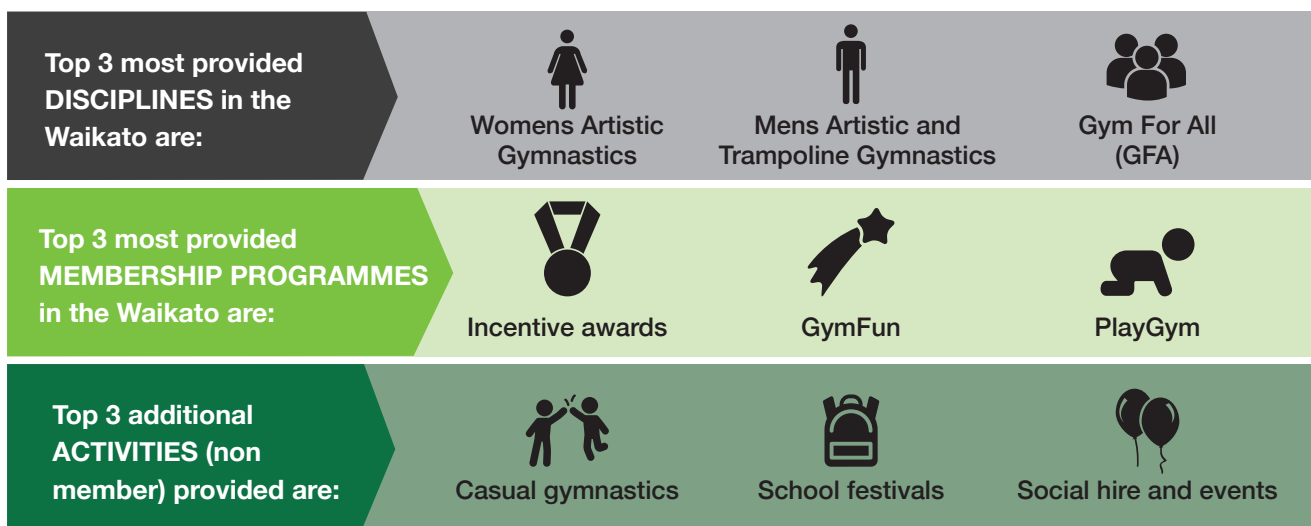 Top 3 most provided
DISCIPLINES in the
Waikato are:
Womens Artistic
Gymnastics
Mens Artistic and
Trampoline Gymnastics
Gym For All
(GFA)
Top 3 most provided
MEMBERSHIP PROGRAMMES
in the Waikato are:
Incentive awards
GymFun
PlayGym
Top 3 additional
ACTIVITIES (non
member) provided are:
Casual gymnastics
School festivals
Social hire and events